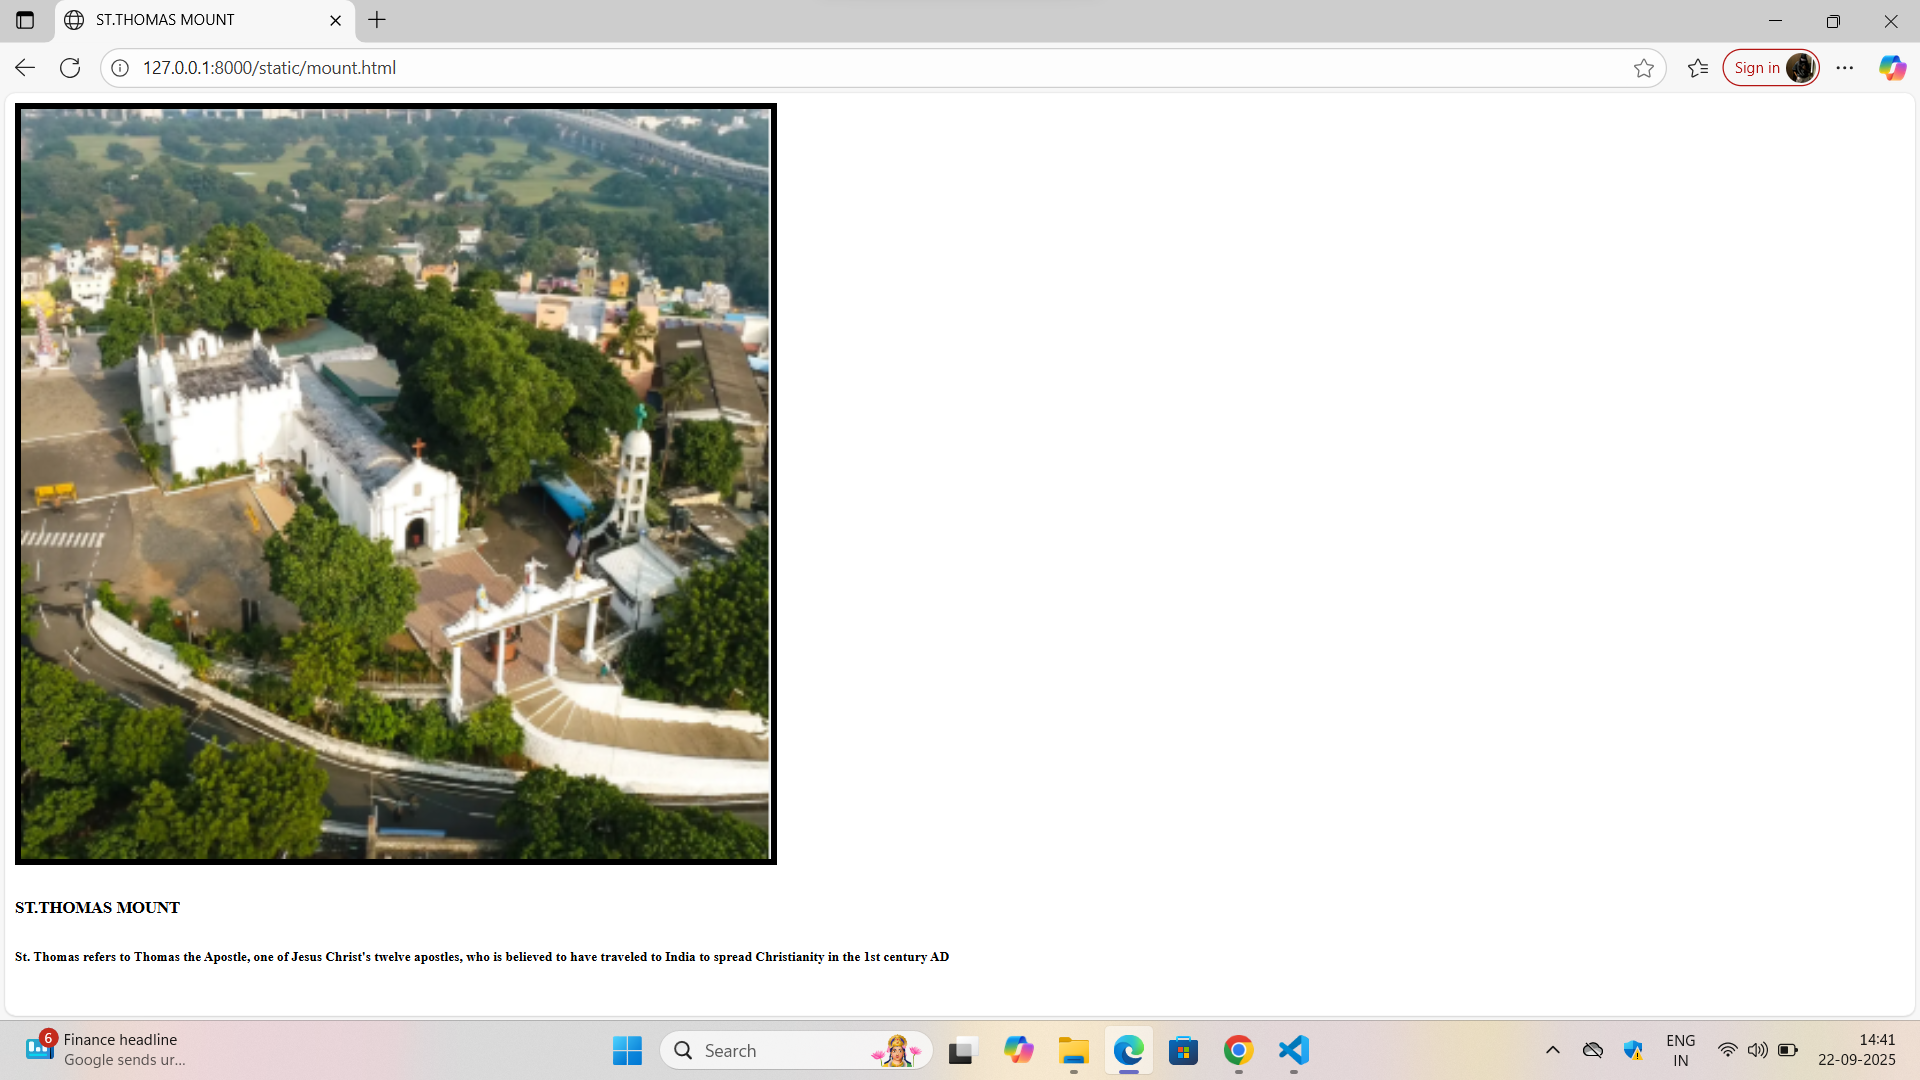 ST.THOMAS MOUNT
127.0.0.1:8000/static/mount.html
Sign in
ST.THOMAS MOUNT
St. Thomas refers to Thomas the Apostle, one of Jesus Christ's twelve apostles, who is believed to have traveled to India to spread Christianity in the 1st century AD
6
Finance headline
Google sends ur...
Search
ENG
IN
14:41
22-09-2025